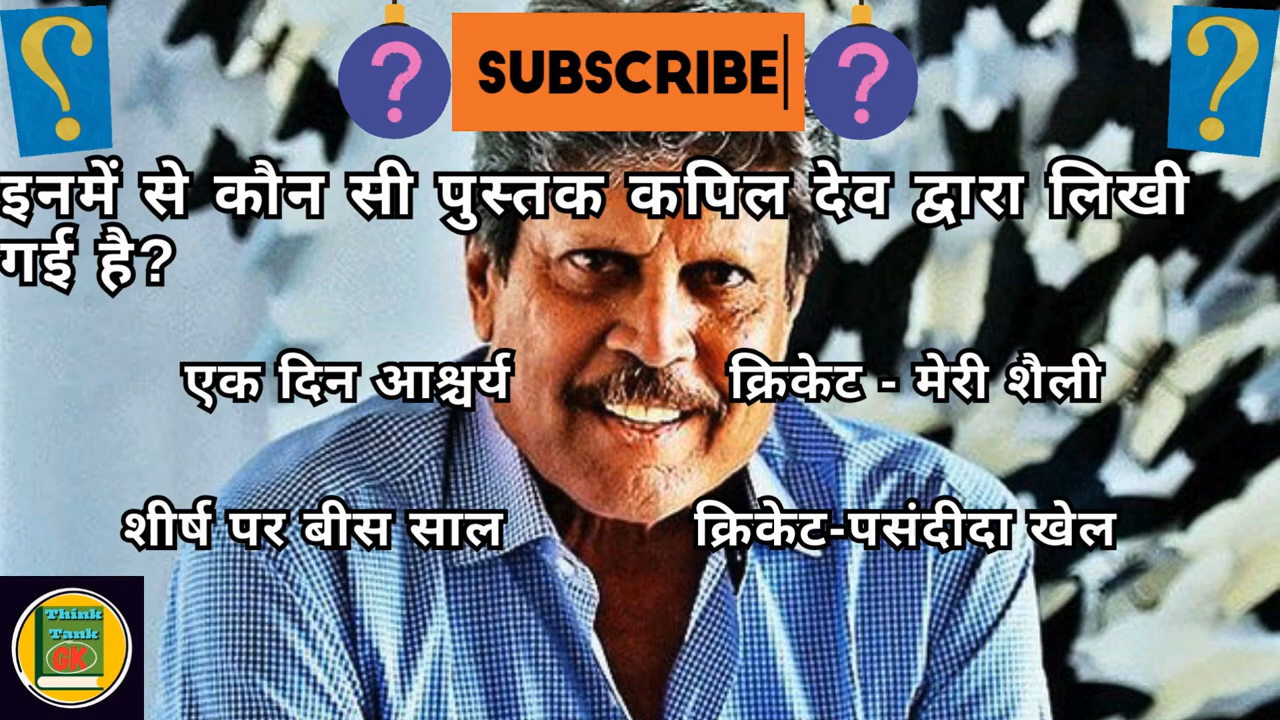 SUBSCRIBE
इनमें से कौन सी पुस्तक कपिल देव द्वारा लिखी
गई है?
एक दिन आश्चर्य
क्रिकेट - मेरी शैली
शीर्ष पर बीस साल
क्रिकेट-पसंदीदा खेल
Think
Tank
GK